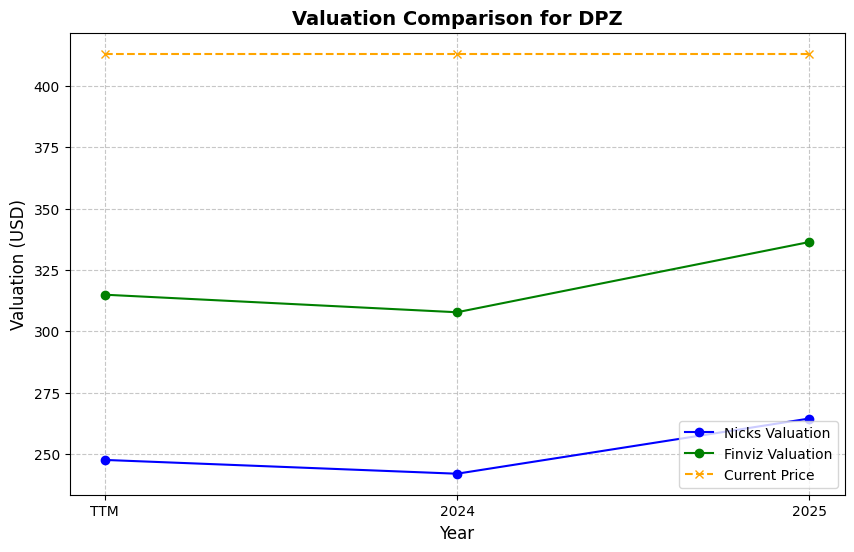 Valuation Comparison for DPZ
Valuation (USD)
400
375
350
325
300
275
250
Nicks Valuation
Finviz Valuation
Current Price
TTM
2024
2025
Year